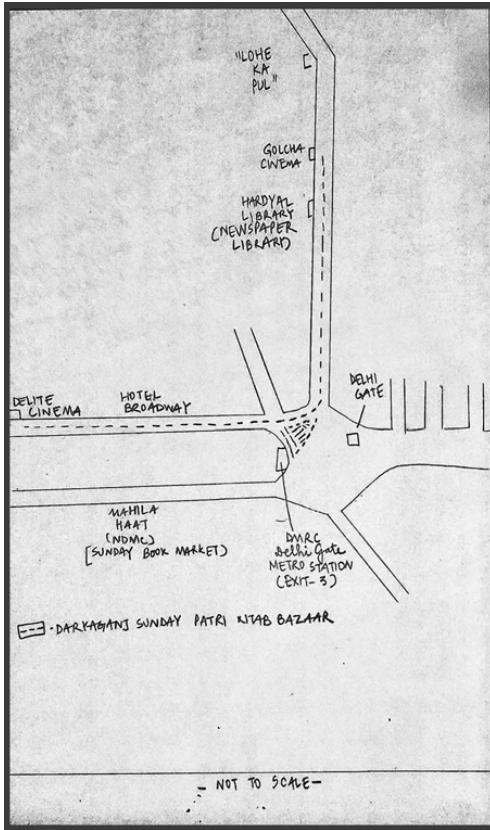 "LOHE
KA
PUL"
GOLCHA
CINEMA
HARDYAL
LIBRARY
(NEWSPAPER
LIBRARY)
DELHI
GATE
DELITE
CINEMA
HOTEL
BROADWAY
MAHILA
HAAT
(NDMC)
[SUNDAY BOOK MARKET)
DMRC
Delhi Gate
METRO STATION
(EXIT-3)
- DARYAGANJ SUNDAY PATRI KITAB BAZAAR
- NOT TO SCALE -